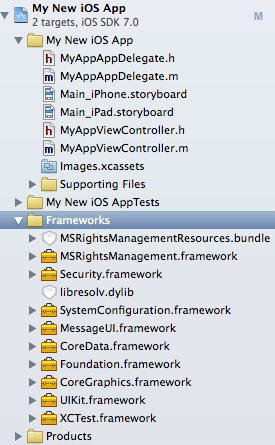 My New iOS App
M
2 targets, iOS SDK 7.0
My New iOS App
MyAppAppDelegate.h
MyAppAppDelegate.m
Main_iPhone.storyboard
Main_iPad.storyboard
MyAppViewController.h
MyAppViewController.m
Images.xcassets
Supporting Files
My New iOS AppTests
Frameworks
MSRightsManagementResources.bundle
MSRightsManagement.framework
Security.framework
libresolv.dylib
SystemConfiguration.framework
MessageUI.framework
CoreData.framework
Foundation.framework
CoreGraphics.framework
UIKit.framework
XCTest.framework
Products